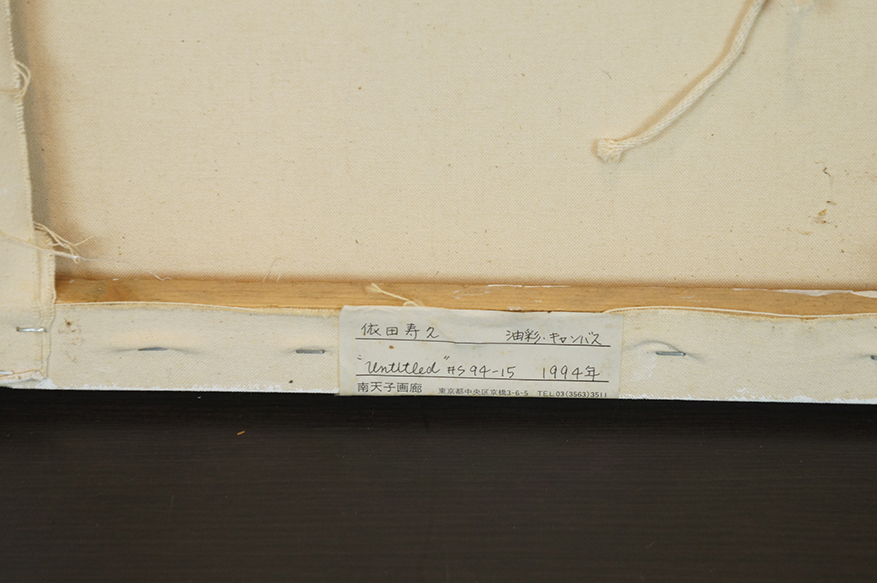 依田寿久 油彩・キャンバス
"Untitled" #S94-15 1994年
南天子画廊 東京都中央区京橋3-6-5 TEL.03(3563)3511